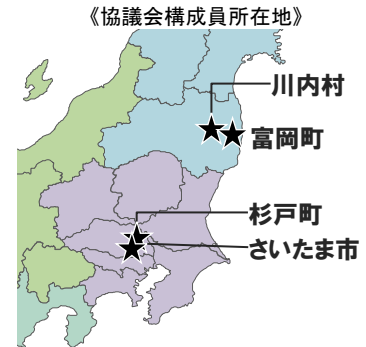 《協議会構成員所在地》
川内村
富岡町
杉戸町
さいたま市